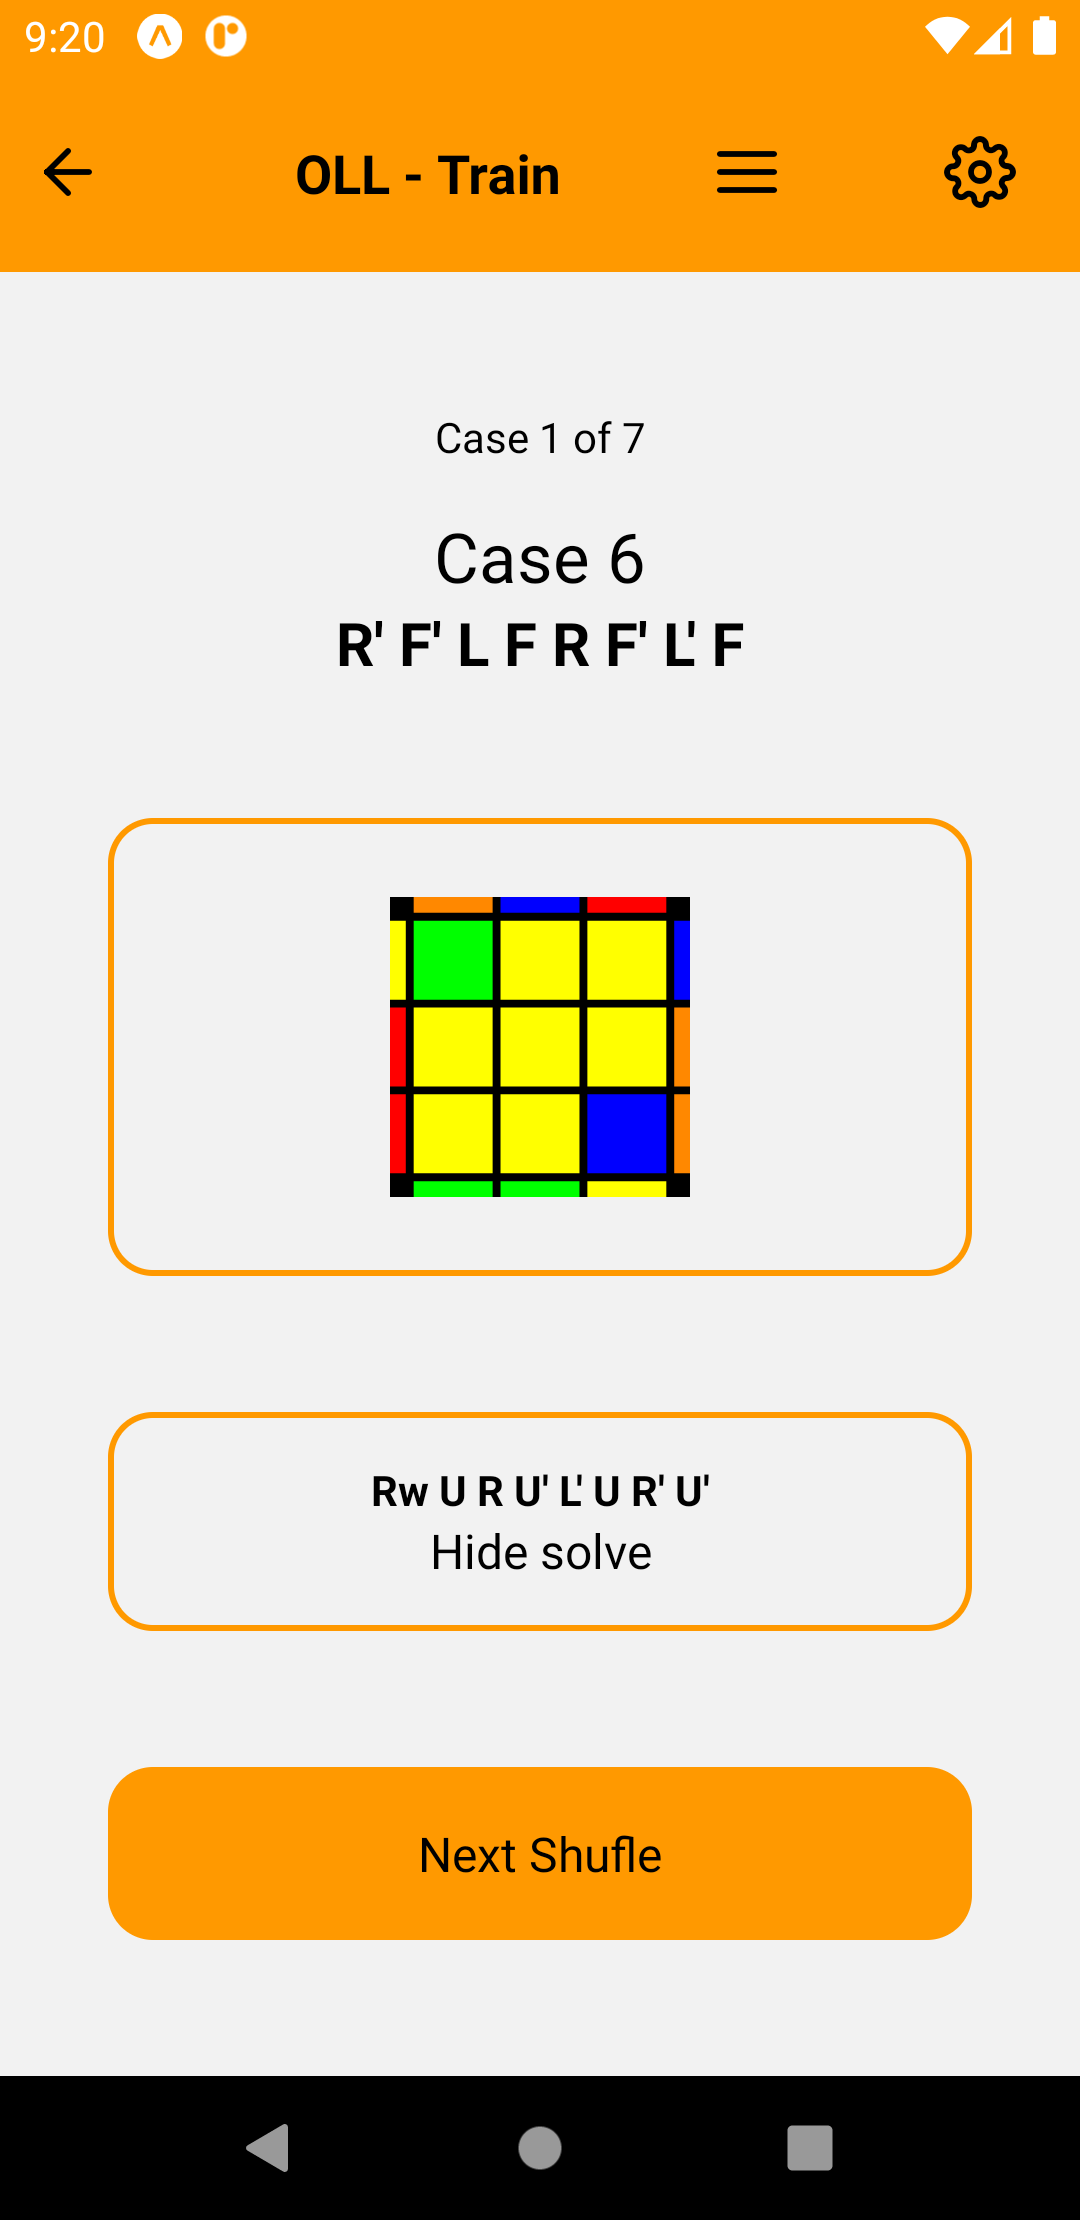 9:20
OLL - Train
Case 1 of 7
Case 6
R' F' L F R F' L' F
Rw U R U' L' U R' U'
Hide solve
Next Shufle